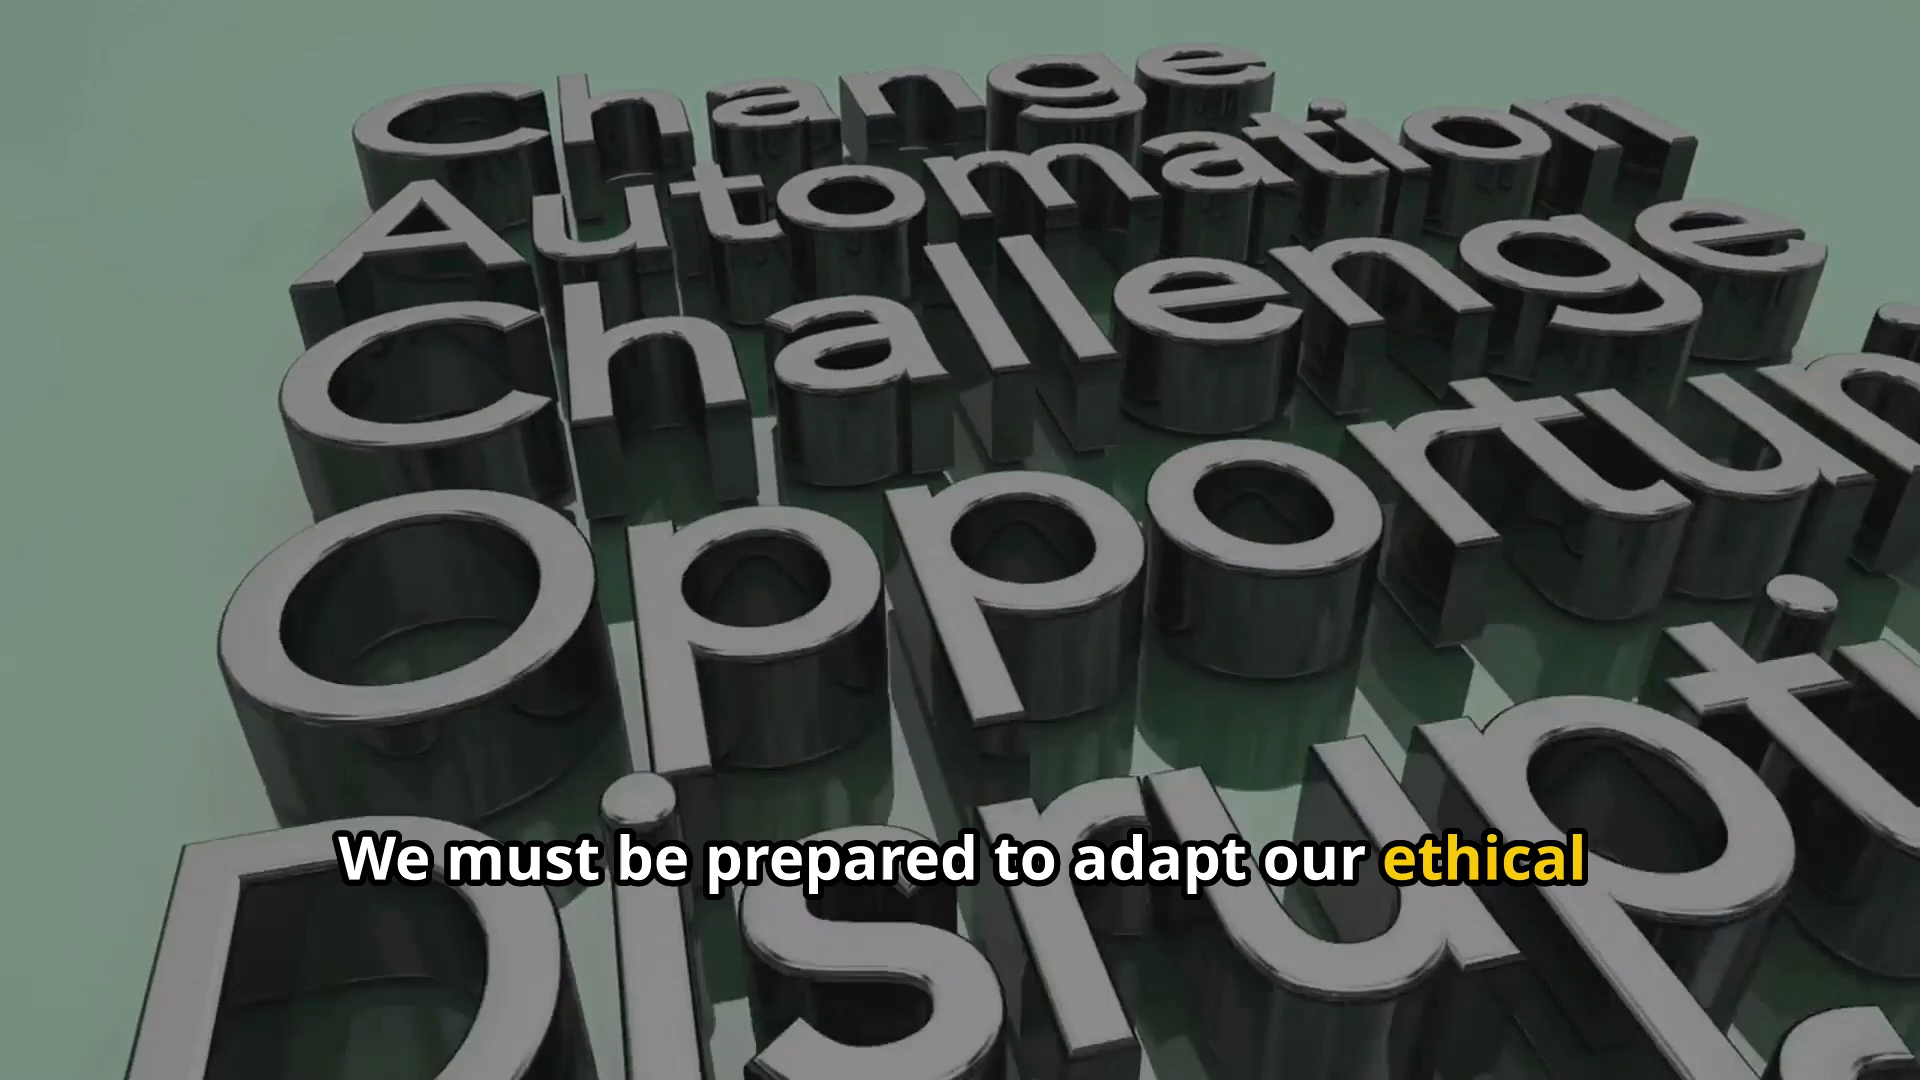 Change
Automation
Challenge
Opportun
Disrupti
We must be prepared to adapt our ethical